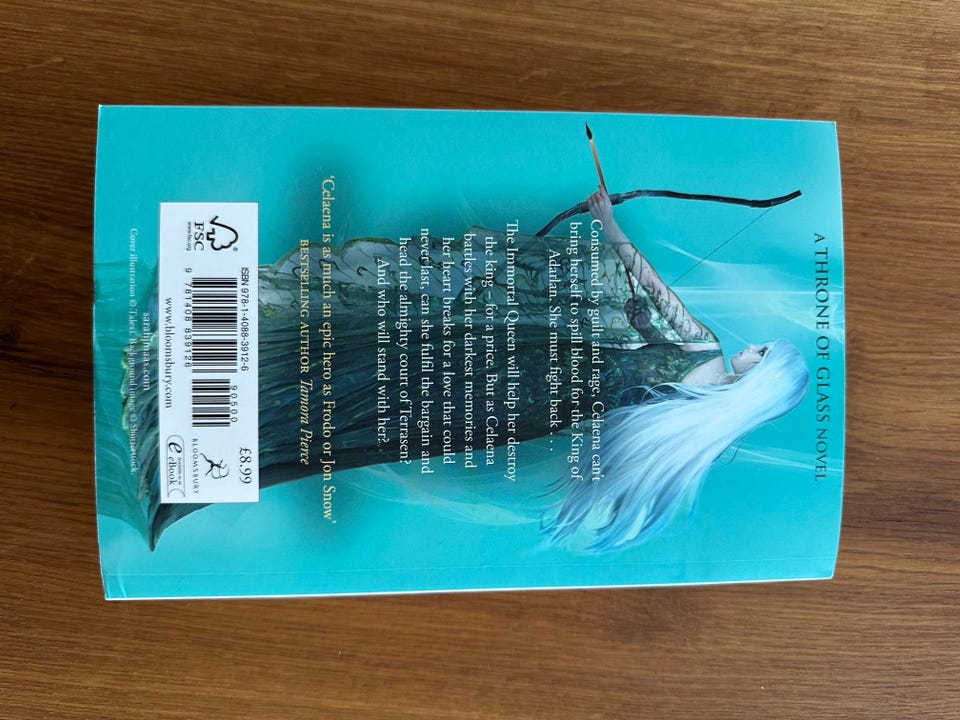 A THRONE OF GLASS NOVEL
Consumed by guilt and rage, Celaena can't
bring herself to spill blood for the King of
Adarlan. She must fight back . . .
The Immortal Queen will help her destroy
the king – for a price. But as Celaena
battles with her darkest memories and
her heart breaks for a love that could
never last, can she fulfil the bargain and
head the almighty court of Terrasen?
And who will stand with her?
'Celaena is as much an epic hero as Frodo or Jon Snow'
BESTSELLING AUTHOR Tamora Pierce
FSC
www.fsc.org
ISBN 978-1-4088-3912-6
9 781408 839126
90500
£8.99
BLOOMSBURY
Available as an
eBook
www.bloomsbury.com
sarahjmaas.com
Cover illustration © Talexi. Background image © Shutterstock